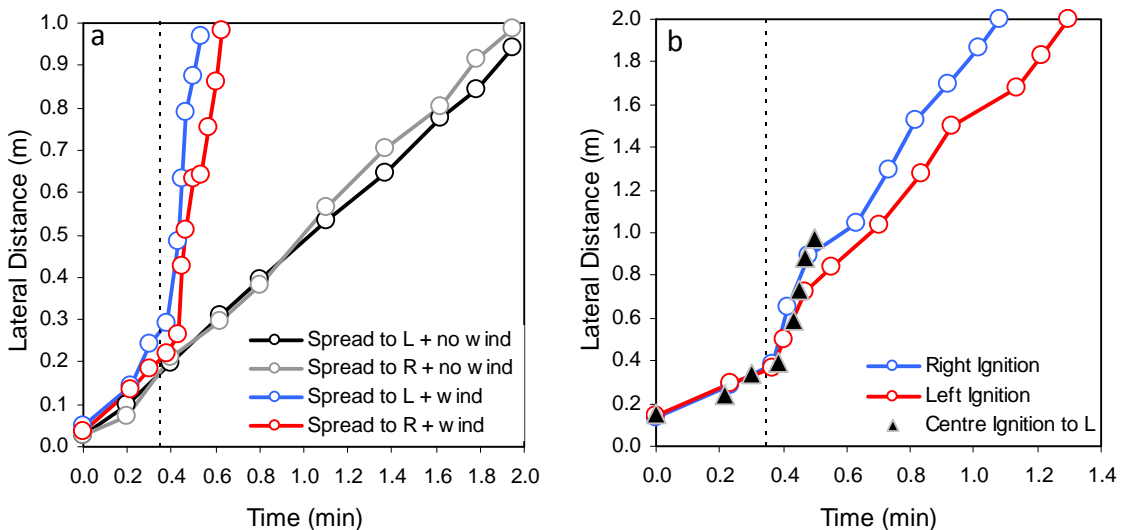 a
1.0
0.9
0.8
0.7
0.6
0.5
0.4
0.3
0.2
0.1
0.0
Lateral Distance (m)
Spread to L + no wind
Spread to R + no wind
Spread to L + wind
Spread to R + wind
0.0 0.2 0.4 0.6 0.8 1.0 1.2 1.4 1.6 1.8 2.0
Time (min)
b
2.0
1.8
1.6
1.4
1.2
1.0
0.8
0.6
0.4
0.2
0.0
Lateral Distance (m)
Right Ignition
Left Ignition
Centre Ignition to L
0.0 0.2 0.4 0.6 0.8 1.0 1.2 1.4
Time (min)